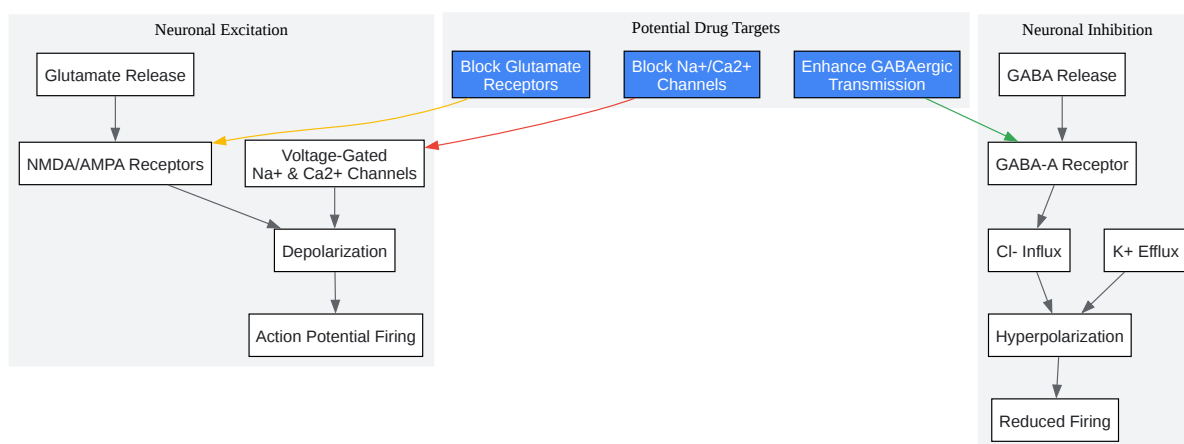 Neuronal Excitation
Glutamate Release
NMDA/AMPA Receptors
Voltage-Gated
Na+ & Ca2+ Channels
Depolarization
Action Potential Firing
Potential Drug Targets
Block Glutamate
Receptors
Block Na+/Ca2+
Channels
Enhance GABAergic
Transmission
Neuronal Inhibition
GABA Release
GABA-A Receptor
Cl- Influx
K+ Efflux
Hyperpolarization
Reduced Firing